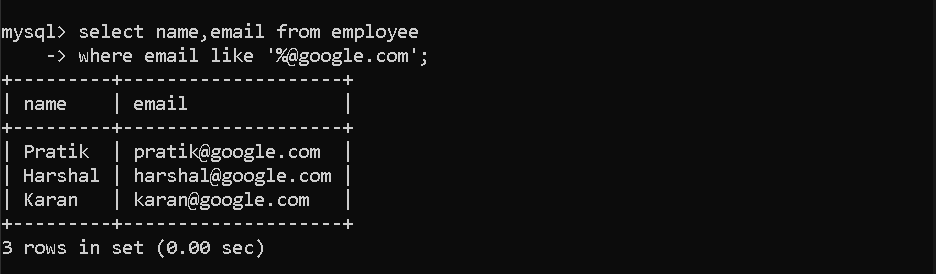 mysql> select name,email from employee
    -> where email like '%@google.com';
+---------+--------------------+
| name    | email              |
+---------+--------------------+
| Pratik  | pratik@google.com  |
| Harshal | harshal@google.com |
| Karan   | karan@google.com   |
+---------+--------------------+
3 rows in set (0.00 sec)